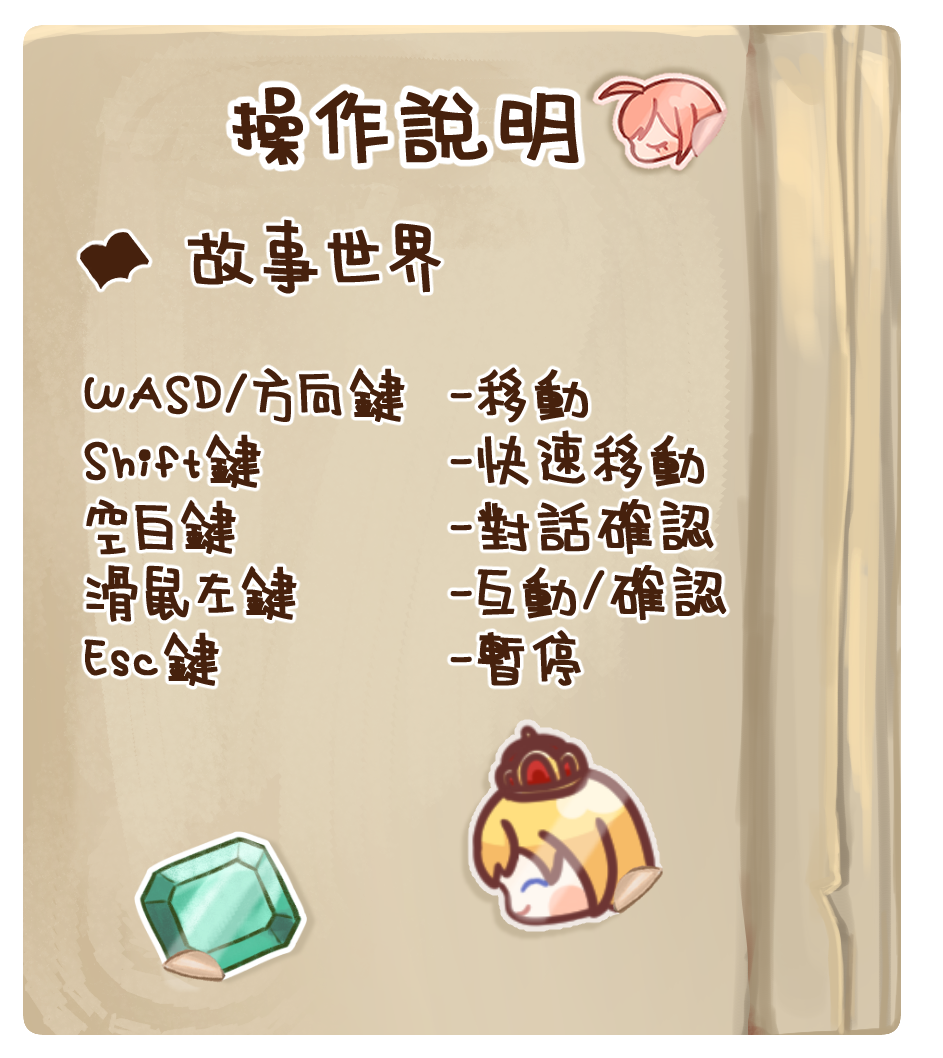 操作說明
故事世界
WASD/方向鍵 -移動
Shift鍵 -快速移動
空白鍵 -對話確認
滑鼠左鍵 -互動/確認
Esc鍵 -暫停